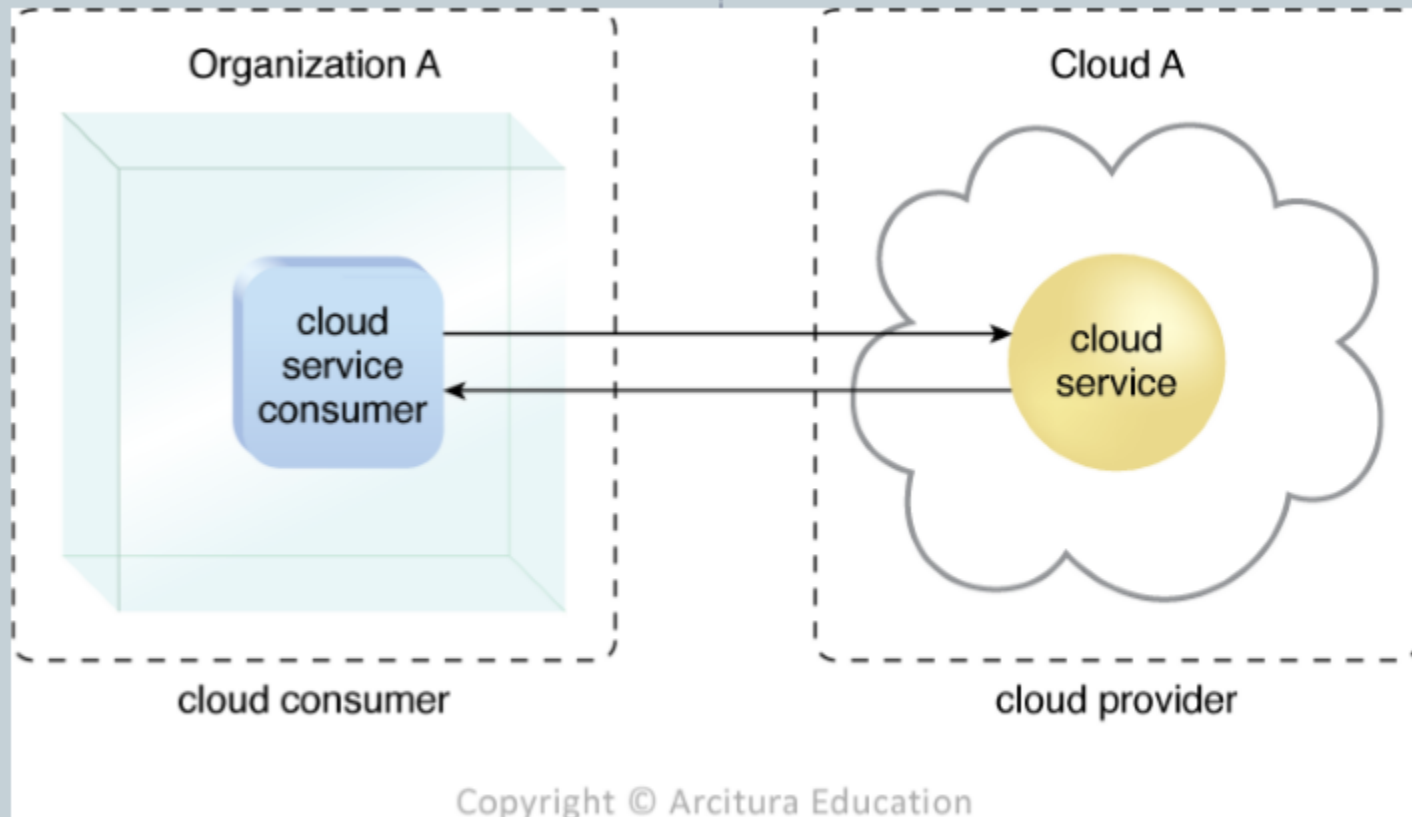 Organization A
Cloud A
cloud
service
consumer
cloud
service
cloud consumer
cloud provider
Copyright © Arcitura Education